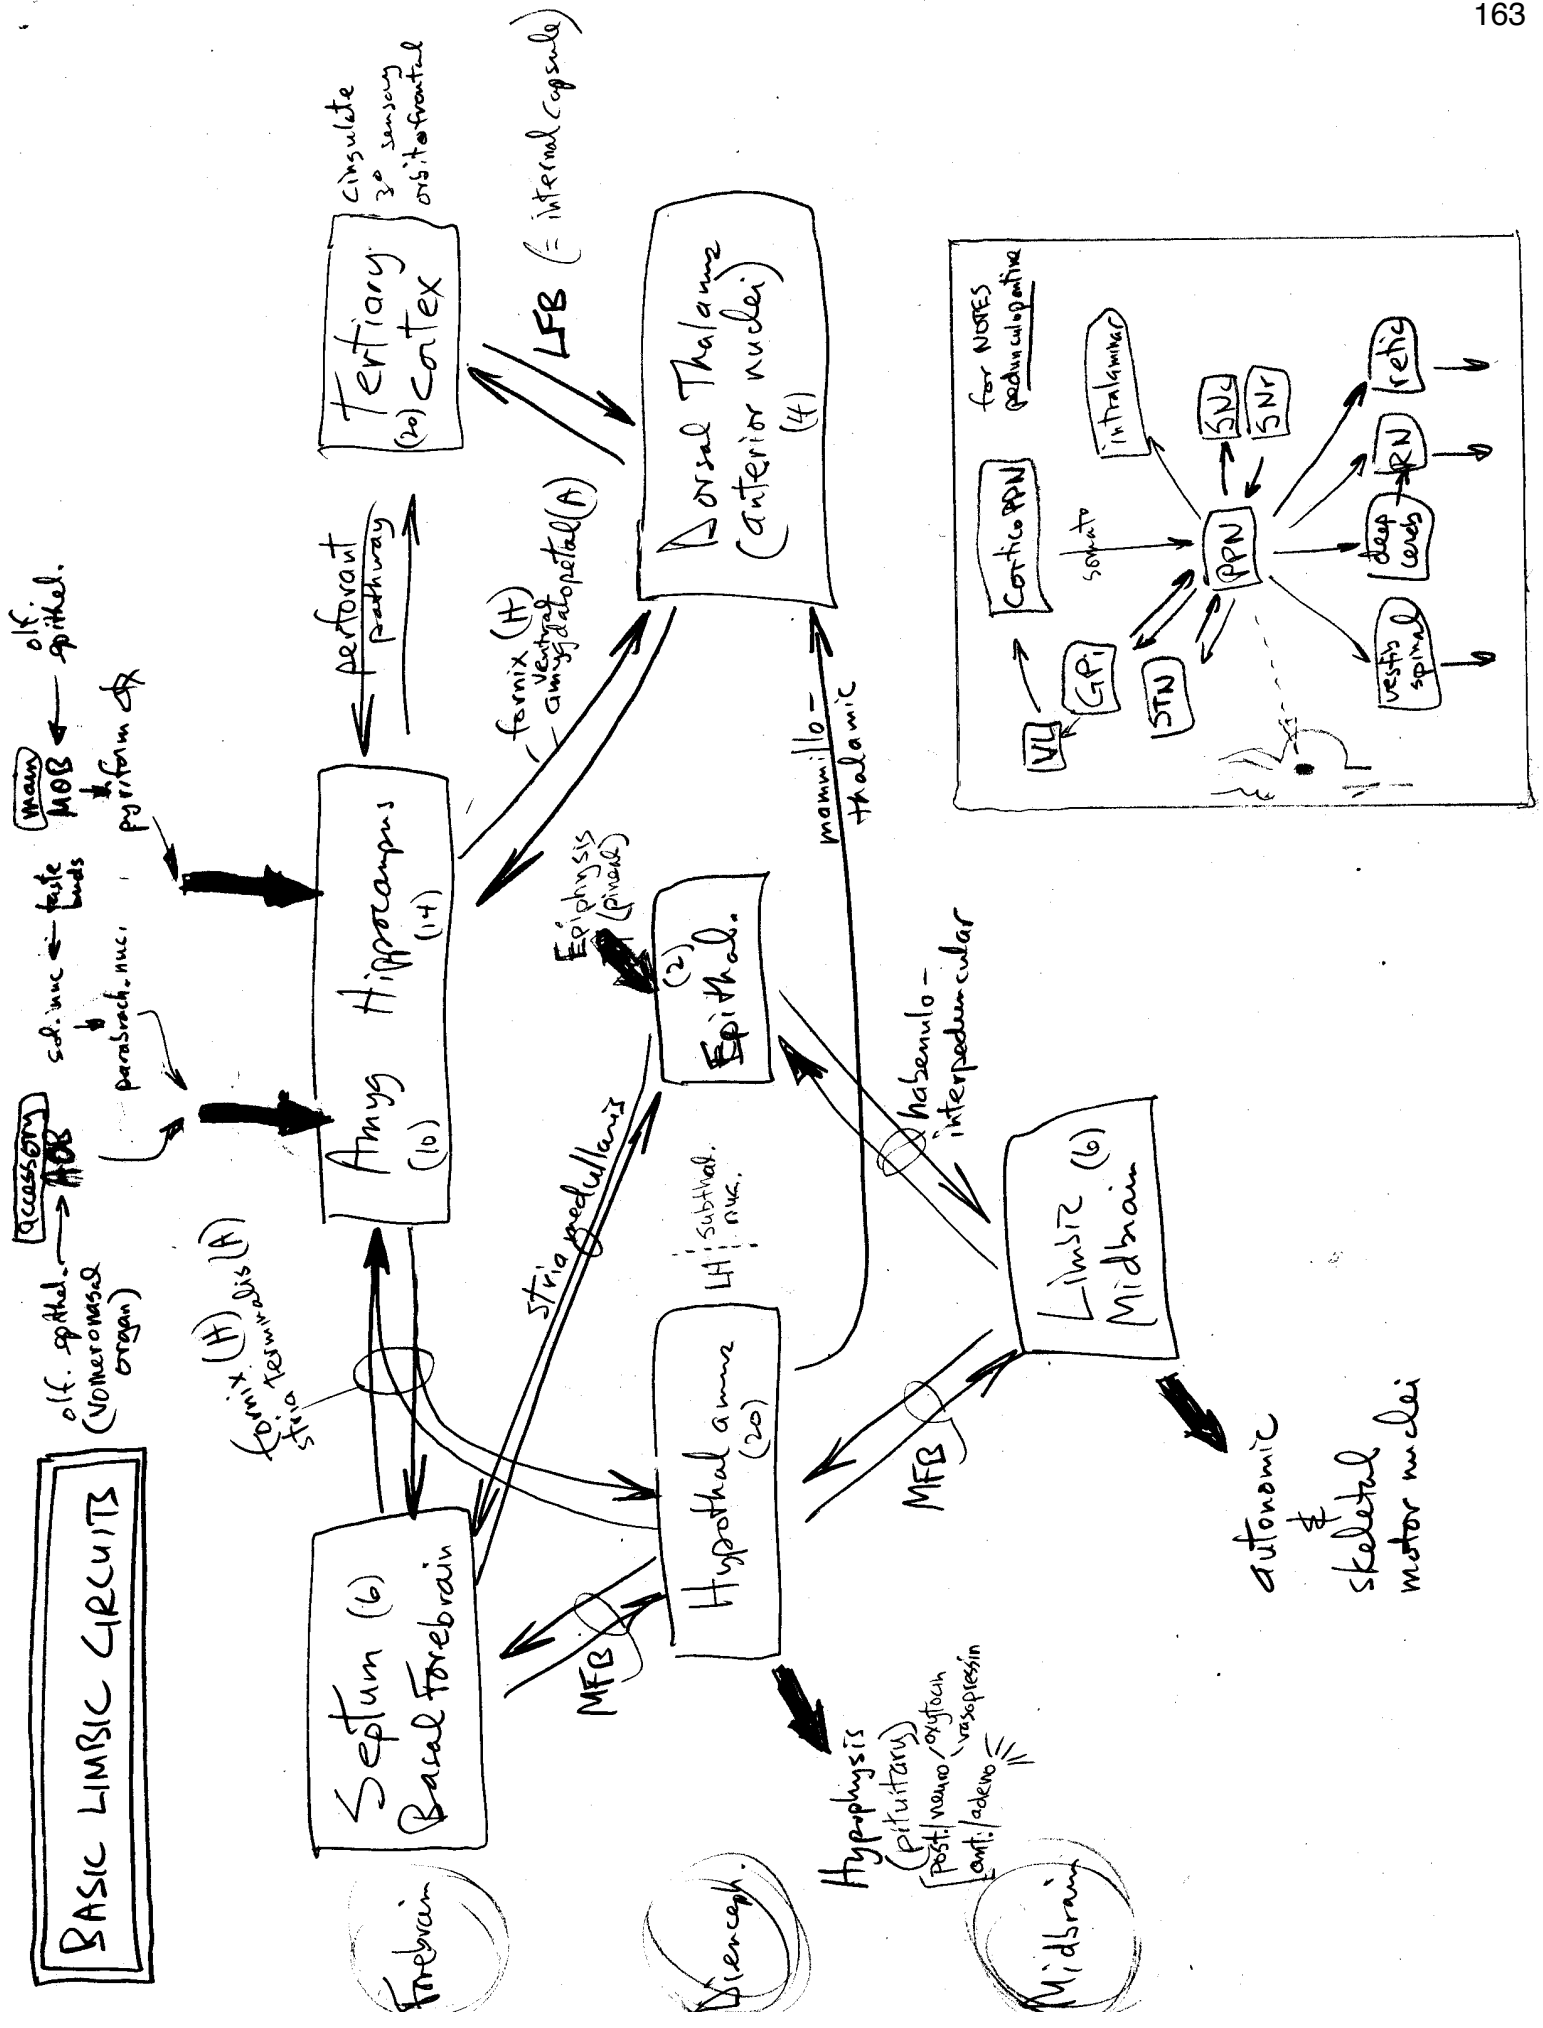 163
BASIC LIMBIC CIRCUITS
olf. epithel. → AOB
accessory
(vomeronasal
organ)
sol. nuc ← taste
buds
parabrach. nuc.
main
MOB ← olf.
epithel.
pyriform ctx
Forebrain
Septum (6)
Basal Forebrain
fornix (H)
stria terminalis (A)
Amyg Hippocampus
(10) (14)
perforant
pathway
Tertiary
(20) cortex
cingulate
3° sensory
orbitofrontal
MFB
stria medullaris
Epiphysis
(pineal)
fornix (H)
ventral
amygdalopetal (A)
LFB (= internal capsule)
Dienceph.
Hypothalamus
(20)
LH subthal.
nuc.
(2)
Epithal.
Dorsal Thalamus
(anterior nuclei)
(4)
mammillo-
thalamic
Hypophysis
(pituitary)
post./neuro oxytocin
vasopressin
ant./adeno
MFB
habenulo-
interpeduncular
Midbrain
Limbic (6)
Midbrain
autonomic
&
skeletal
motor nuclei
for NOTES
pedunculopontine
VL
Cortico PPN
intralaminar
GPi
somato
STN
PPN
SNc
SNr
vestib
spinal
deep
cereb
RN
retic